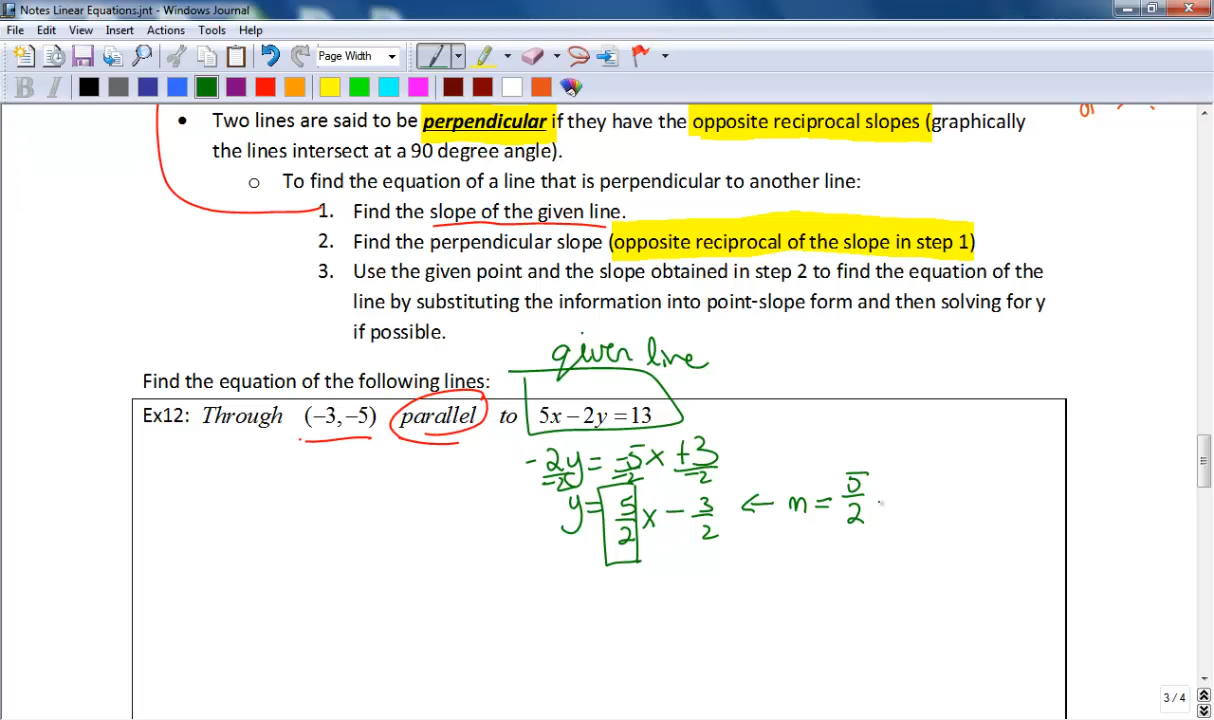 Notes Linear Equations.jnt - Windows Journal
File Edit View Insert Actions Tools Help
Page Width
B I
or
• Two lines are said to be perpendicular if they have the opposite reciprocal slopes (graphically
the lines intersect at a 90 degree angle).
o To find the equation of a line that is perpendicular to another line:
1. Find the slope of the given line.
2. Find the perpendicular slope (opposite reciprocal of the slope in step 1)
3. Use the given point and the slope obtained in step 2 to find the equation of the
line by substituting the information into point-slope form and then solving for y
if possible.
given line
Find the equation of the following lines:
Ex12: Through (−3,−5) parallel to 5x−2y=13
-2y/-2 = -5x/-2 +3/-2
y = 5/2 x - 3/2 ← m = 5/2
3 / 4